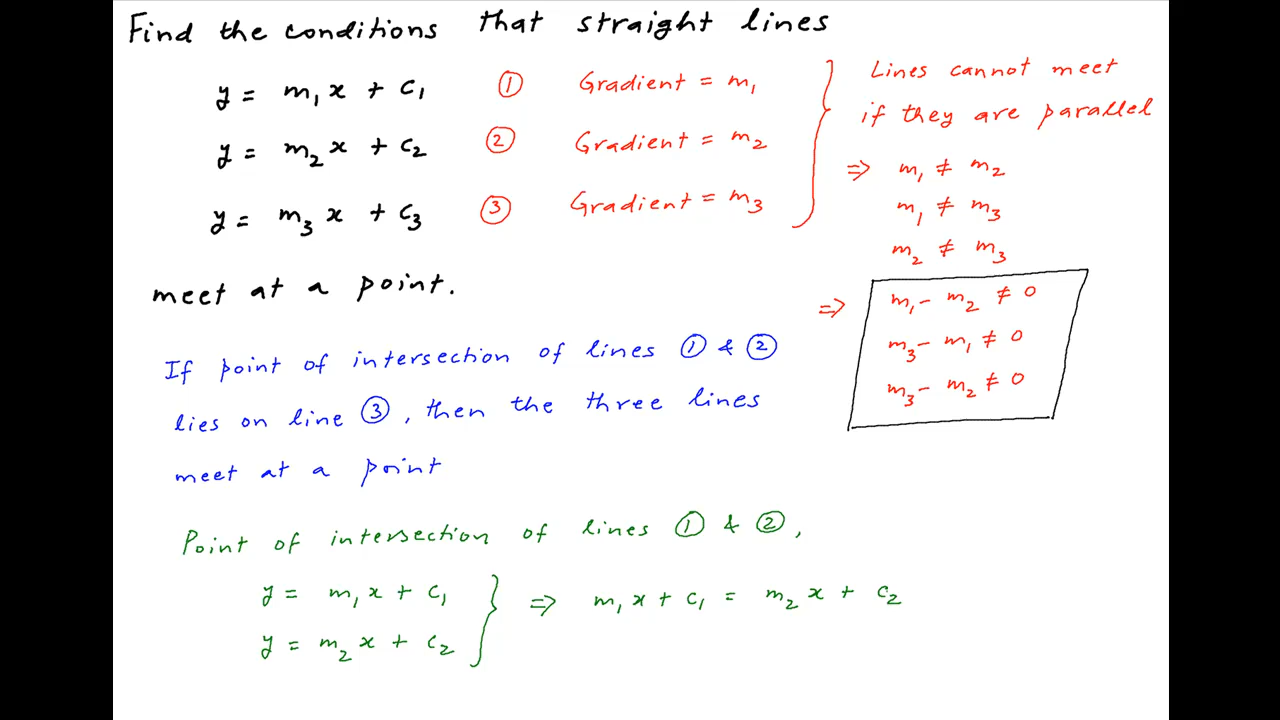 Find the conditions that straight lines
y = m₁x + c₁ ① Gradient = m₁
y = m₂x + c₂ ② Gradient = m₂
y = m₃x + c₃ ③ Gradient = m₃
Lines cannot meet
if they are parallel
⇒ m₁ ≠ m₂
m₁ ≠ m₃
m₂ ≠ m₃
⇒ m₁ - m₂ ≠ 0
m₃ - m₁ ≠ 0
m₃ - m₂ ≠ 0
meet at a point.
If point of intersection of lines ① & ②
lies on line ③, then the three lines
meet at a point
Point of intersection of lines ① & ②,
y = m₁x + c₁ ⇒ m₁x + c₁ = m₂x + c₂
y = m₂x + c₂